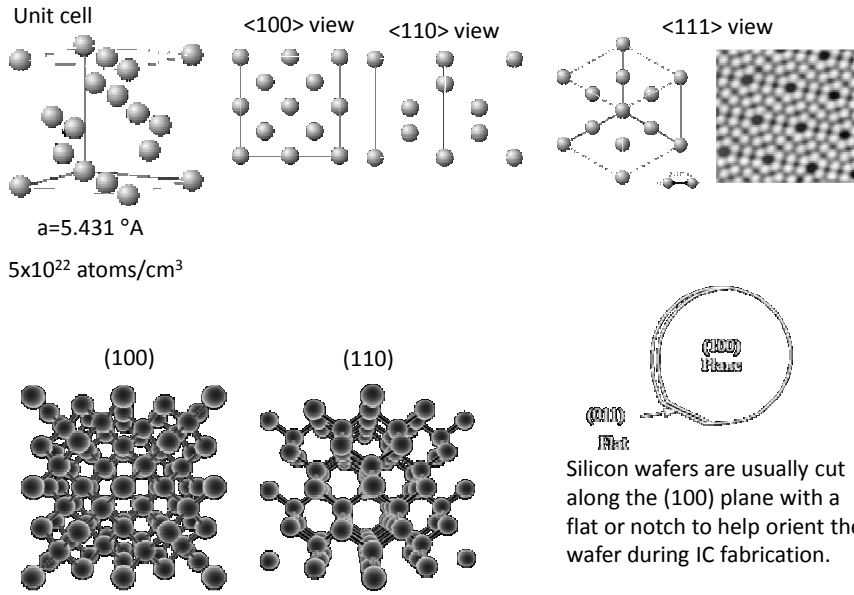 Unit cell
<100> view
<110> view
<111> view
a=5.431 °A
5x10²² atoms/cm³
(100)
(110)
(100)
Plane
(011)
Flat
Silicon wafers are usually cut
along the (100) plane with a
flat or notch to help orient the
wafer during IC fabrication.